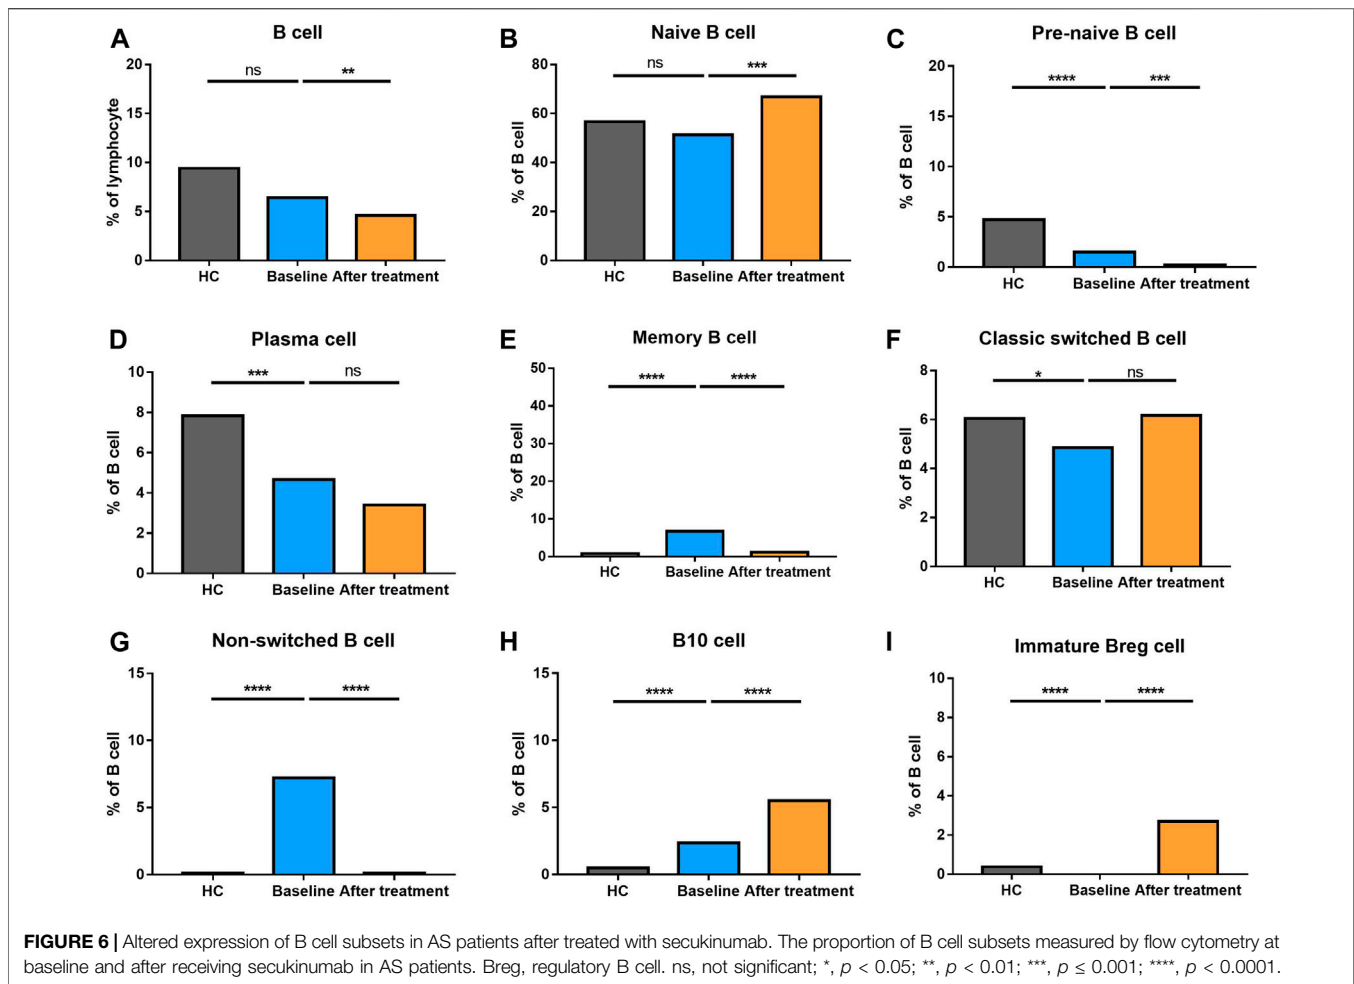 A
B cell
ns
**
% of lymphocyte
20
15
10
5
0
HC
Baseline After treatment
B
Naive B cell
ns
***
% of B cell
80
60
40
20
0
HC
Baseline After treatment
C
Pre-naive B cell
****
***
% of B cell
20
15
10
5
0
HC
Baseline After treatment
D
Plasma cell
***
ns
% of B cell
10
8
6
4
2
0
HC
Baseline After treatment
E
Memory B cell
****
****
% of B cell
50
40
30
20
10
0
HC
Baseline After treatment
F
Classic switched B cell
*
ns
% of B cell
8
6
4
2
0
HC
Baseline After treatment
G
Non-switched B cell
****
****
% of B cell
15
10
5
0
HC
Baseline After treatment
H
B10 cell
****
****
% of B cell
15
10
5
0
HC
Baseline After treatment
I
Immature Breg cell
****
****
% of B cell
10
8
6
4
2
0
HC
Baseline After treatment
FIGURE 6 | Altered expression of B cell subsets in AS patients after treated with secukinumab. The proportion of B cell subsets measured by flow cytometry at
baseline and after receiving secukinumab in AS patients. Breg, regulatory B cell. ns, not significant; *, p < 0.05; **, p < 0.01; ***, p ≤ 0.001; ****, p < 0.0001.